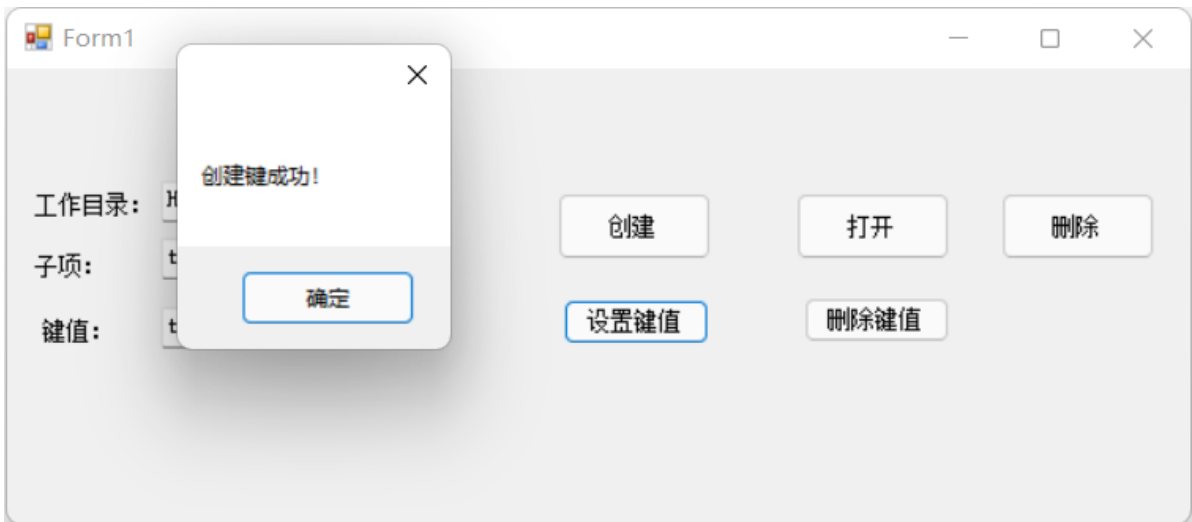 Form1
创建键成功!
工作目录: H
子项: t
键值: t
创建 打开 删除
设置键值 删除键值
确定